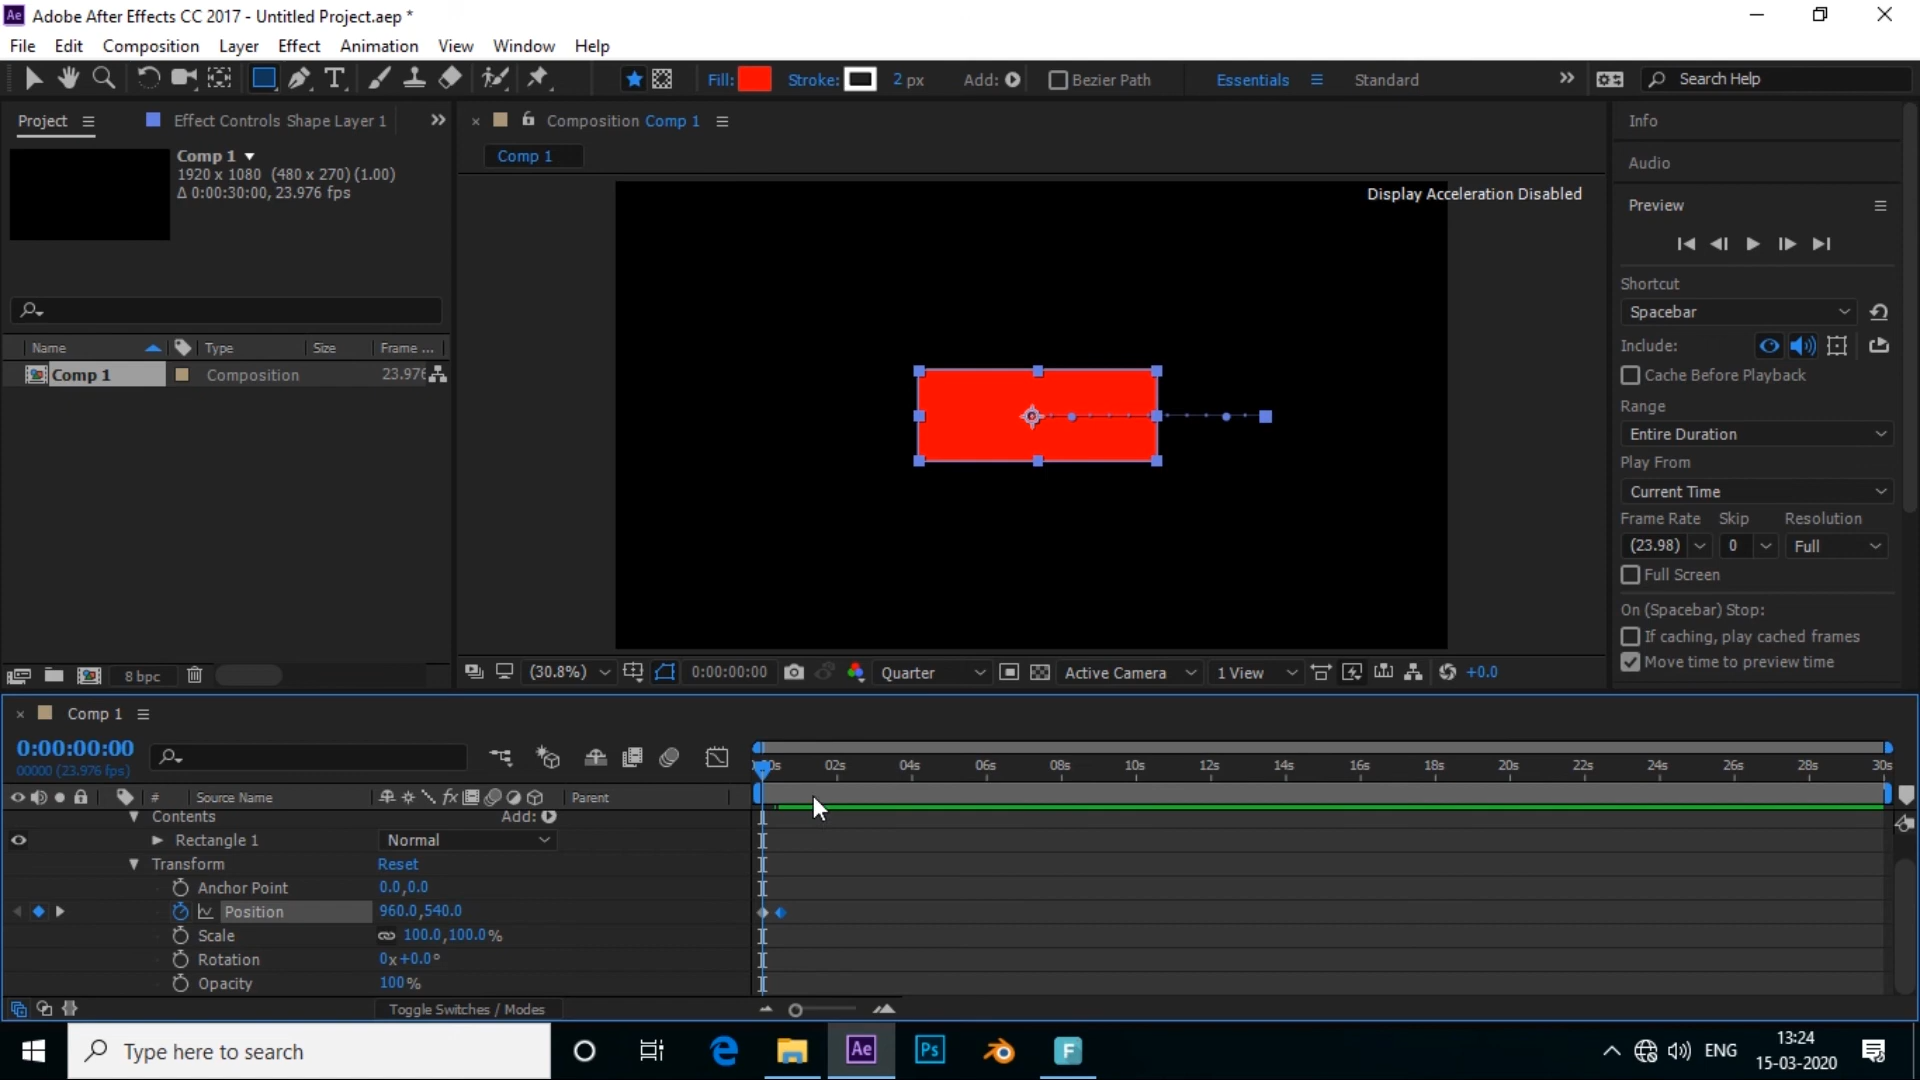 Ae Adobe After Effects CC 2017 - Untitled Project.aep *
File Edit Composition Layer Effect Animation View Window Help
Fill: Stroke: 2 px Add: Bezier Path Essentials Standard Search Help
Project Effect Controls Shape Layer 1
Composition Comp 1
Info
Comp 1
1920 x 1080 (480 x 270) (1.00)
Δ 0:00:30:00, 23.976 fps
Comp 1
Display Acceleration Disabled
Audio
Preview
Shortcut
Spacebar
Include:
Cache Before Playback
Range
Entire Duration
Play From
Current Time
Frame Rate Skip Resolution
(23.98) 0 Full
Full Screen
On (Spacebar) Stop:
If caching, play cached frames
Move time to preview time
Name Type Size Frame ...
Comp 1 Composition 23.976
8 bpc
(30.8%) 0:00:00:00 Quarter Active Camera 1 View +0.0
Comp 1
0:00:00:00
00000 (23.976 fps)
00s 02s 04s 06s 08s 10s 12s 14s 16s 18s 20s 22s 24s 26s 28s 30s
# Source Name fx Parent
Contents Add:
Rectangle 1 Normal
Transform Reset
Anchor Point 0.0,0.0
Position 960.0,540.0
Scale 100.0,100.0%
Rotation 0x+0.0°
Opacity 100%
Toggle Switches / Modes
Type here to search
Ae Ps F
ENG
13:24
15-03-2020